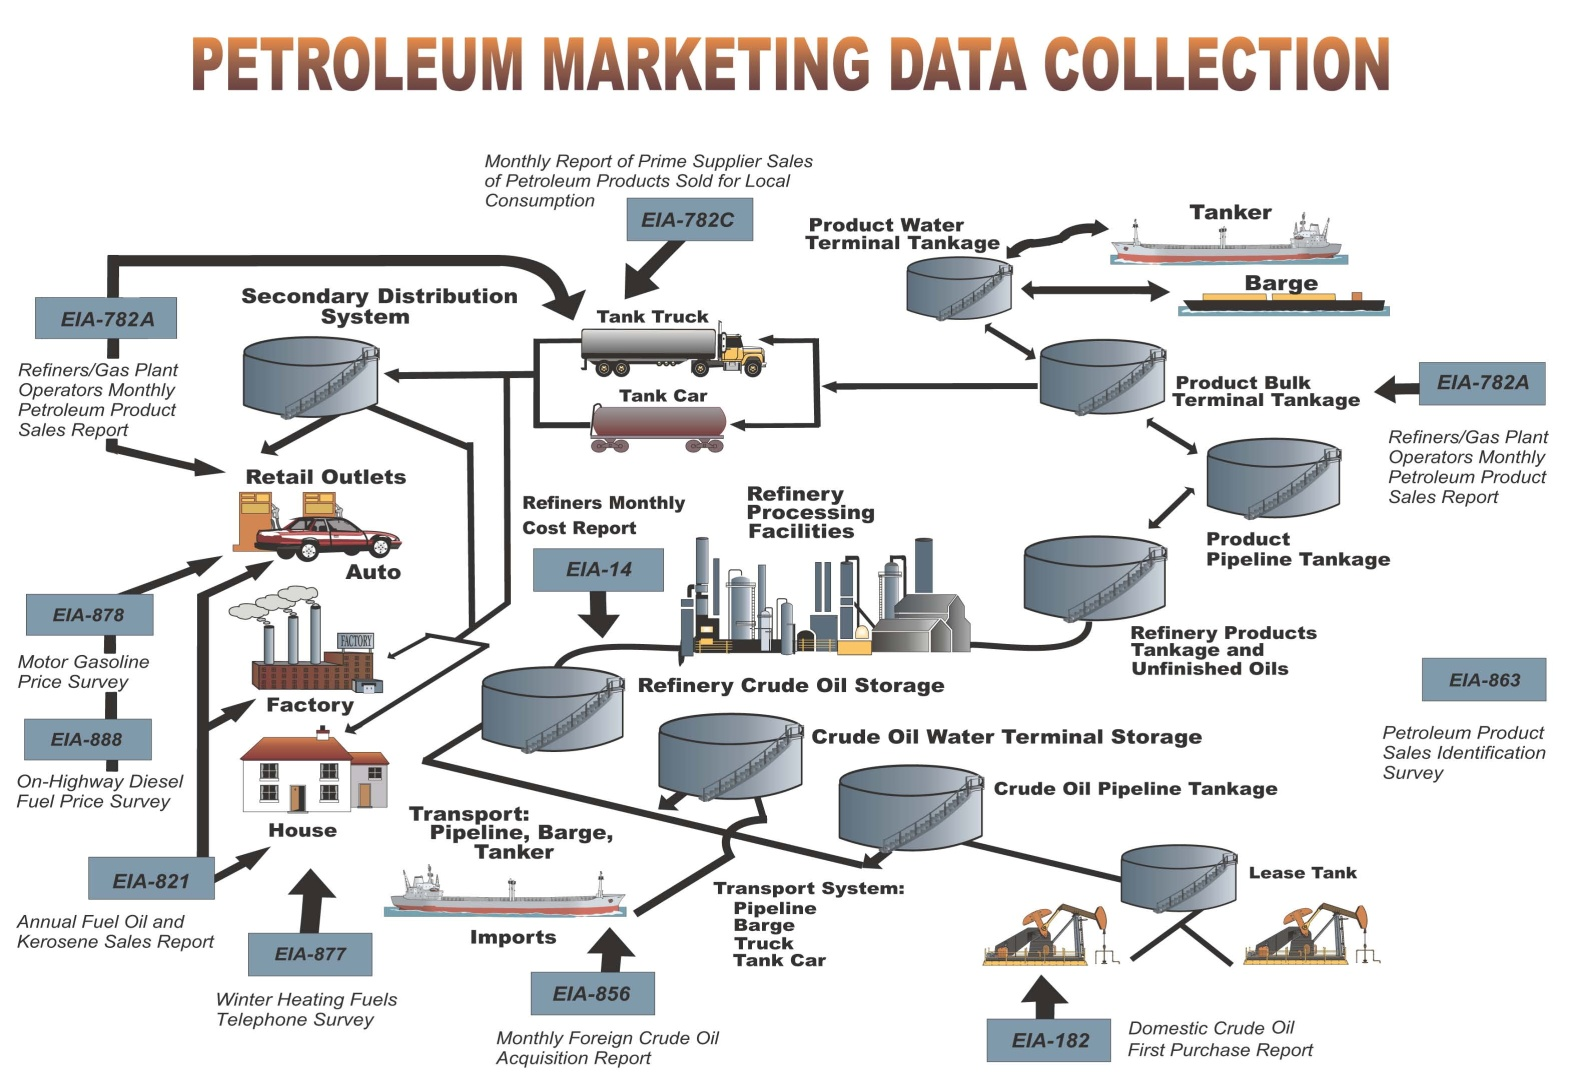 PETROLEUM MARKETING DATA COLLECTION
Monthly Report of Prime Supplier Sales
of Petroleum Products Sold for Local
Consumption
EIA-782C
Product Water
Terminal Tankage
Tanker
Barge
EIA-782A
Refiners/Gas Plant
Operators Monthly
Petroleum Product
Sales Report
Secondary Distribution
System
Tank Truck
Tank Car
Product Bulk
Terminal Tankage
EIA-782A
Refiners/Gas Plant
Operators Monthly
Petroleum Product
Sales Report
Retail Outlets
Auto
Refiners Monthly
Cost Report
EIA-14
Refinery
Processing
Facilities
Product
Pipeline Tankage
EIA-878
Motor Gasoline
Price Survey
EIA-888
On-Highway Diesel
Fuel Price Survey
FACTORY
Factory
House
Refinery Products
Tankage and
Unfinished Oils
Refinery Crude Oil Storage
Crude Oil Water Terminal Storage
Crude Oil Pipeline Tankage
EIA-863
Petroleum Product
Sales Identification
Survey
Transport:
Pipeline, Barge,
Tanker
Imports
EIA-821
Annual Fuel Oil and
Kerosene Sales Report
EIA-877
Winter Heating Fuels
Telephone Survey
EIA-856
Monthly Foreign Crude Oil
Acquisition Report
Transport System:
Pipeline
Barge
Truck
Tank Car
Lease Tank
EIA-182
Domestic Crude Oil
First Purchase Report